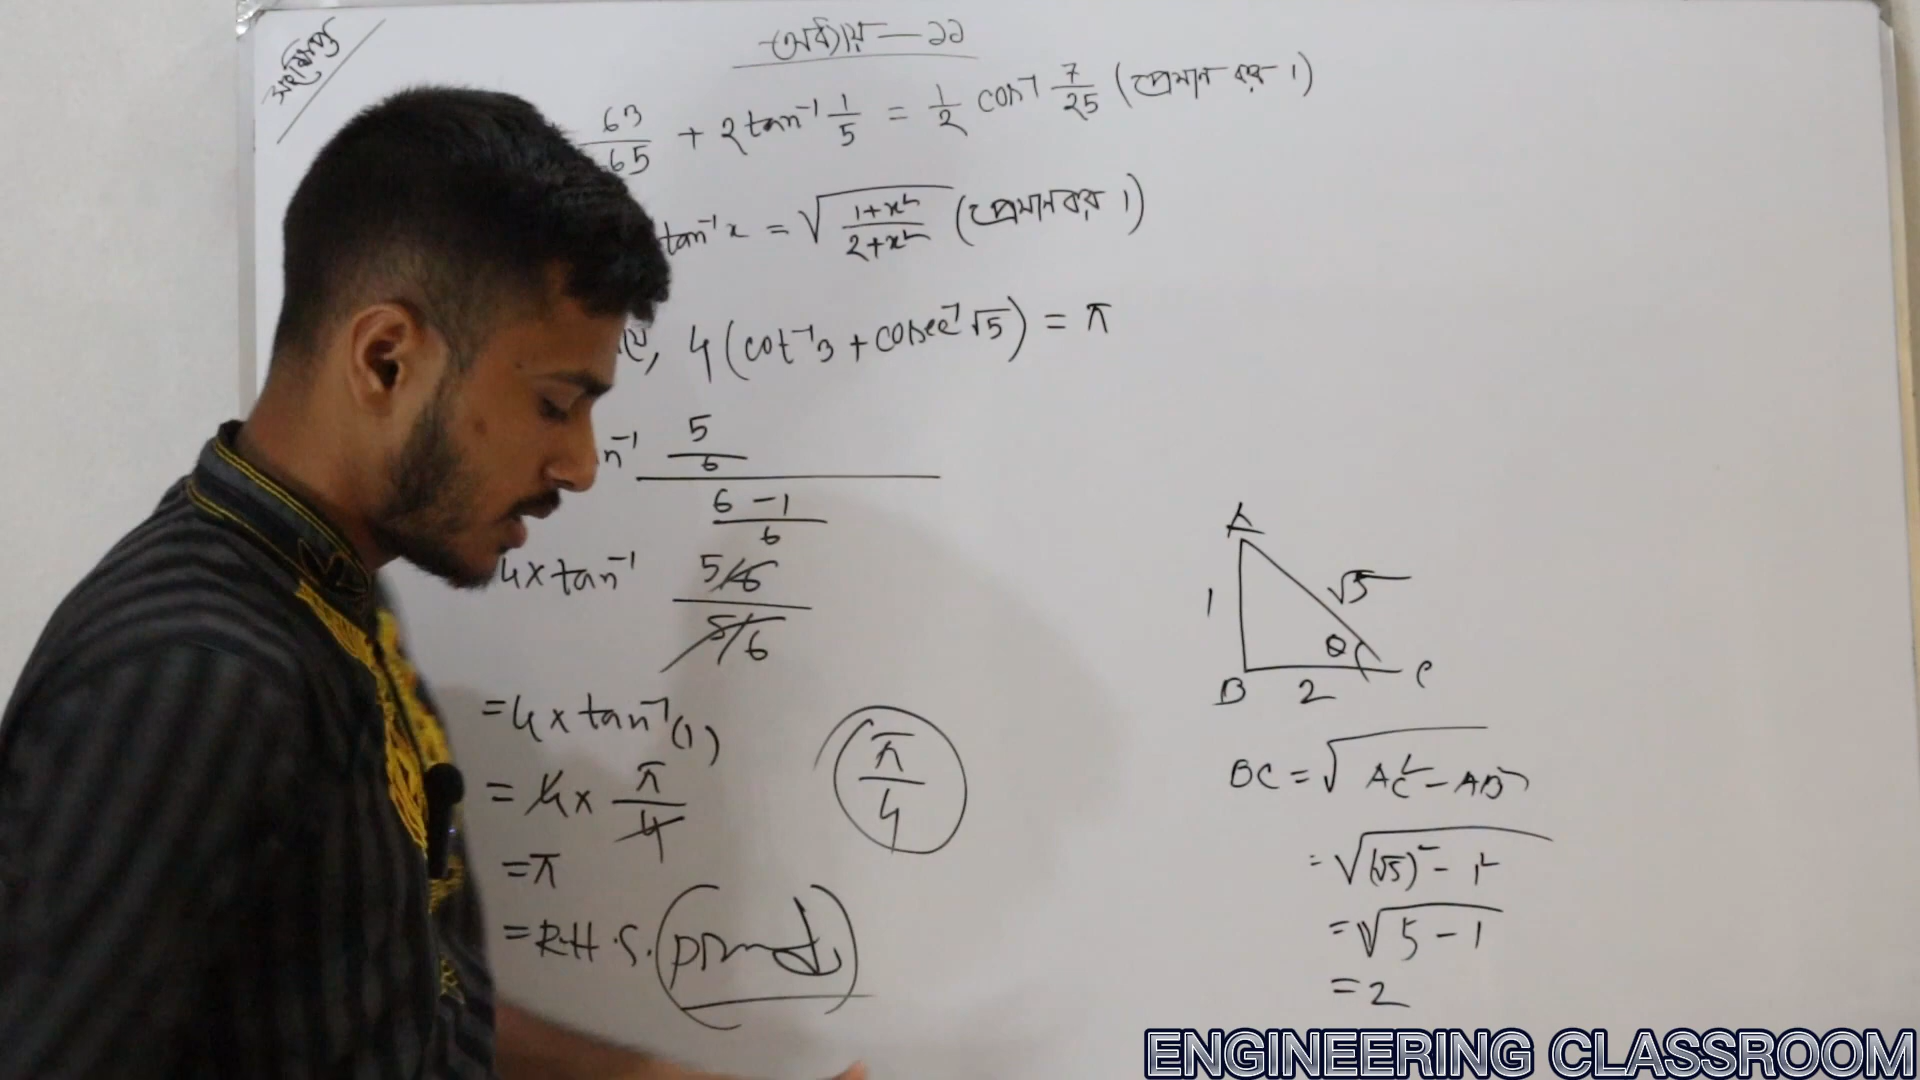 অধ্যায় — ১১
63/65 + 2tan⁻¹ 1/5 = 1/2 cos⁻¹ 7/25 (প্রমাণ কর।)
tan⁻¹x = √((1+x²)/(2+x²)) (প্রমাণ কর।)
4(cot⁻¹3 + cosec⁻¹√5) = π
n⁻¹ 5/6
6 - 1/6
4×tan⁻¹ 5/6
5/6
= 4×tan⁻¹(1)
= 4× π/4
π/4
= π
= R.H.S. (proved)
A
1
√5
θ
B
2
C
BC = √AC² - AB²
= √(√5)² - 1²
= √5 - 1
= 2
ENGINEERING CLASSROOM